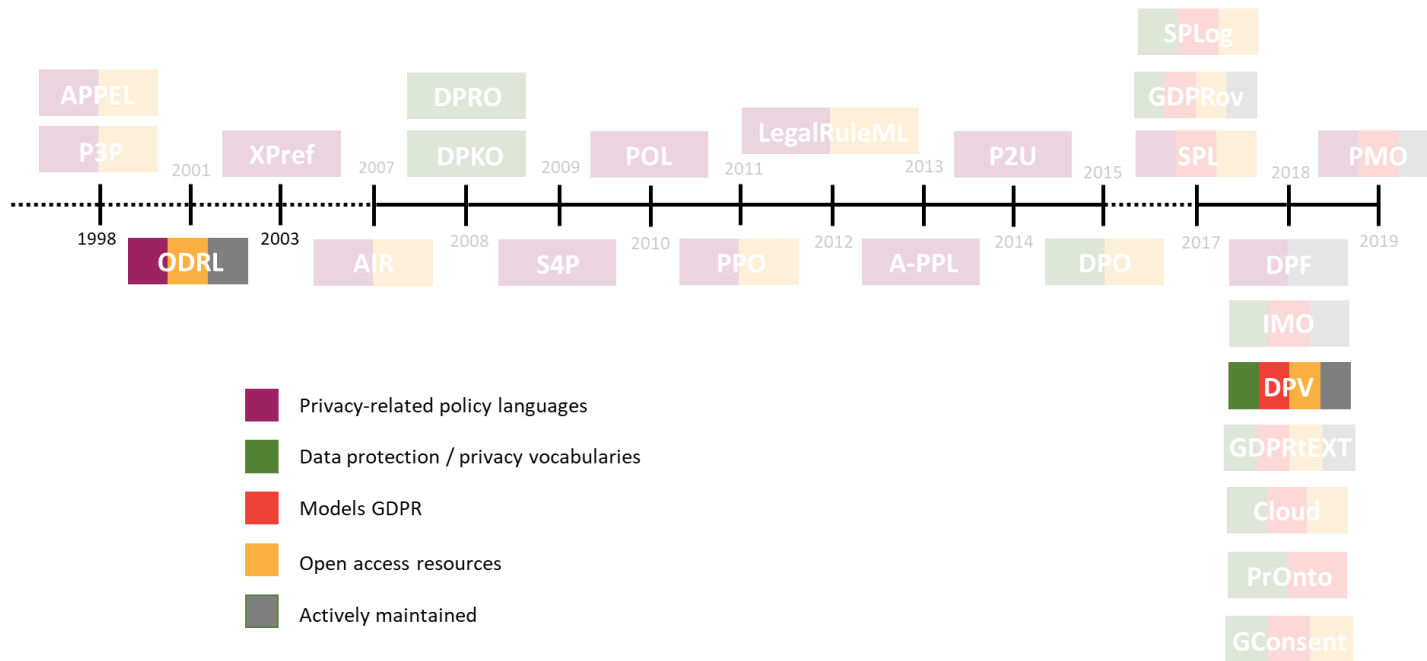 SPLog
APPEL
DPRO
GDPRov
LegalRuleML
P3P
XPref
DPKO
POL
P2U
SPL
PMO
2001
2007
2009
2011
2013
2015
2018
1998
2003
2008
2010
2012
2014
2017
2019
ODRL
AIR
S4P
PPO
A-PPL
DPO
DPF
IMO
DPV
GDPRtEXT
Cloud
PrOnto
GConsent
Privacy-related policy languages
Data protection / privacy vocabularies
Models GDPR
Open access resources
Actively maintained